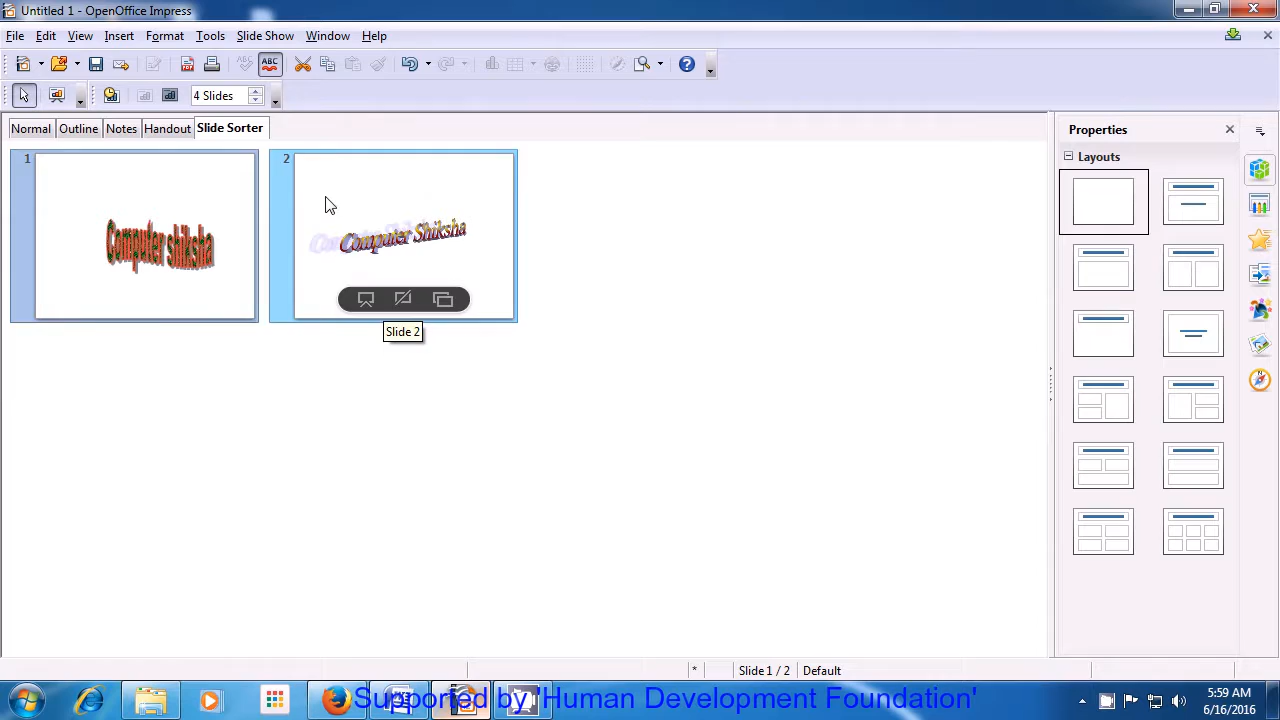 Untitled 1 - OpenOffice Impress
File Edit View Insert Format Tools Slide Show Window Help
ABC ABC
4 Slides
Normal Outline Notes Handout Slide Sorter
Properties
Layouts
1
Computer shiksha
2
Computer Shiksha
Slide 2
* Slide 1 / 2 Default
Supported by 'Human Development Foundation'
5:59 AM
6/16/2016